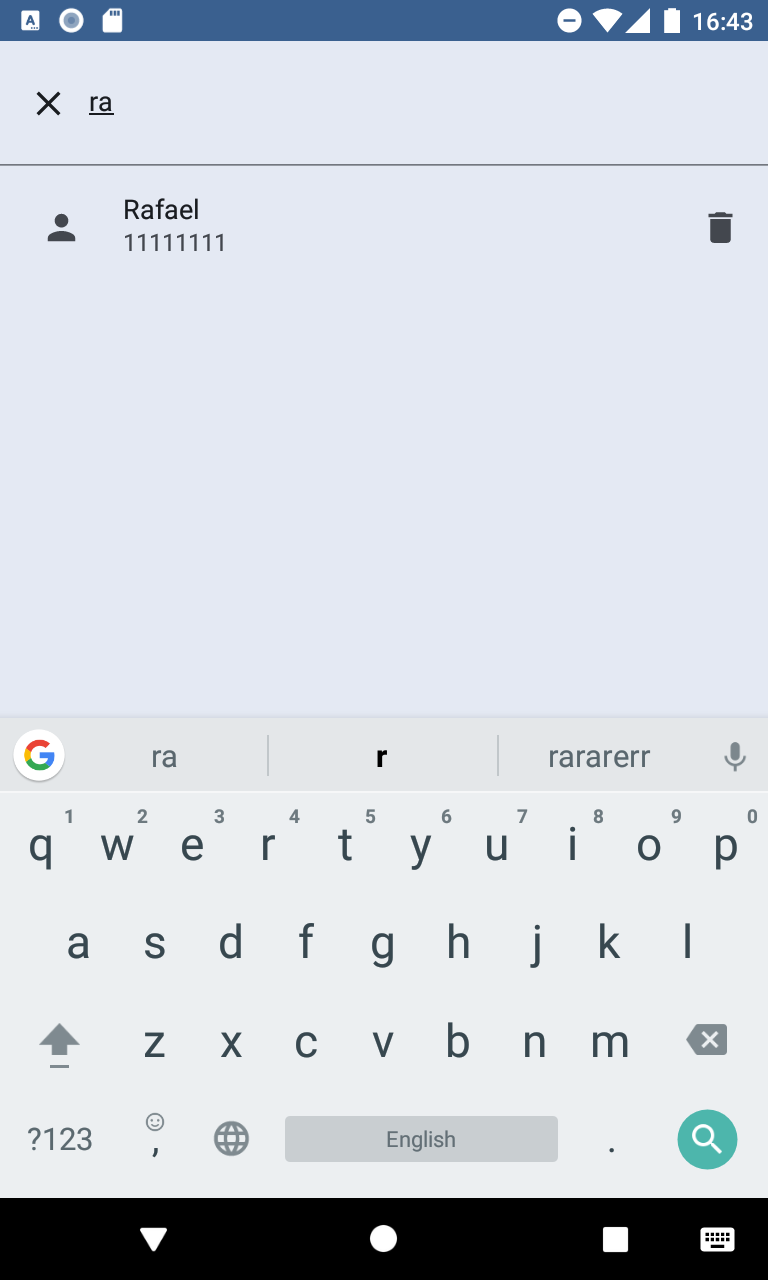 16:43
ra
Rafael
11111111
ra r rararerr
1 2 3 4 5 6 7 8 9 0
q w e r t y u i o p
a s d f g h j k l
z x c v b n m
?123 , English .